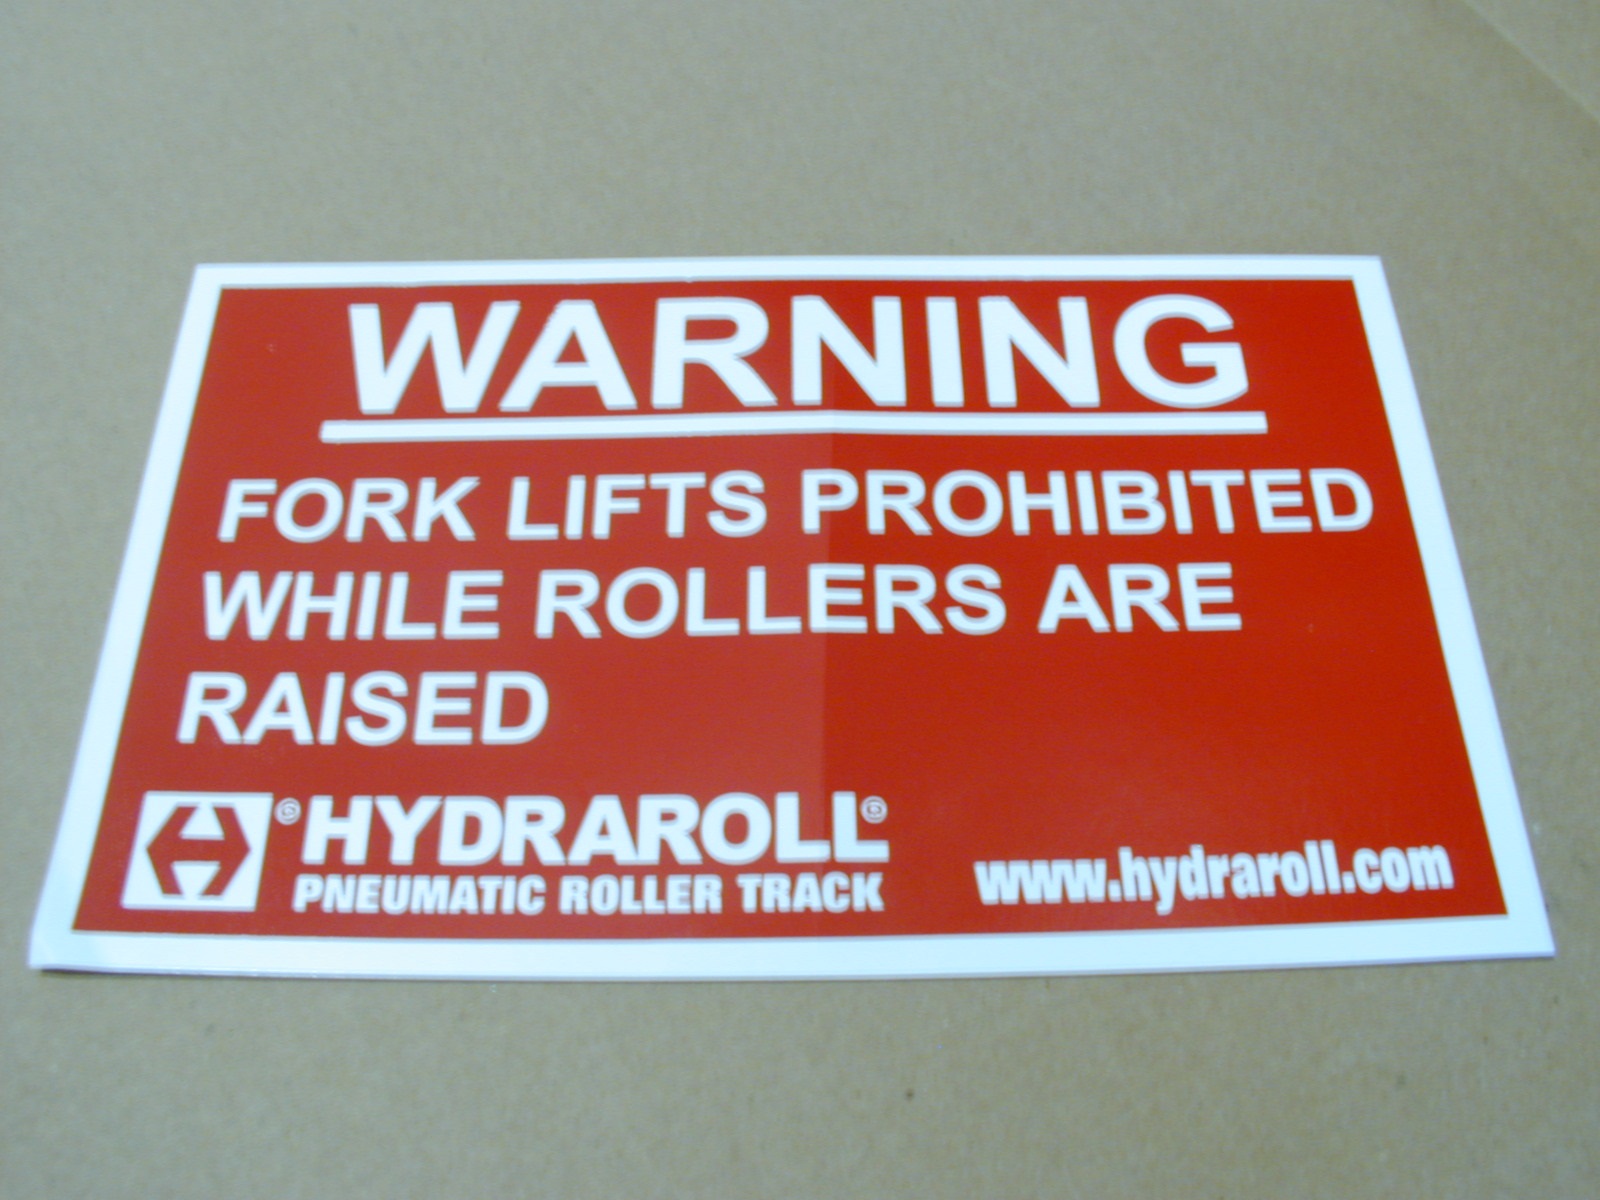 WARNING
FORK LIFTS PROHIBITED
WHILE ROLLERS ARE
RAISED
® HYDRAROLL®
PNEUMATIC ROLLER TRACK
www.hydraroll.com